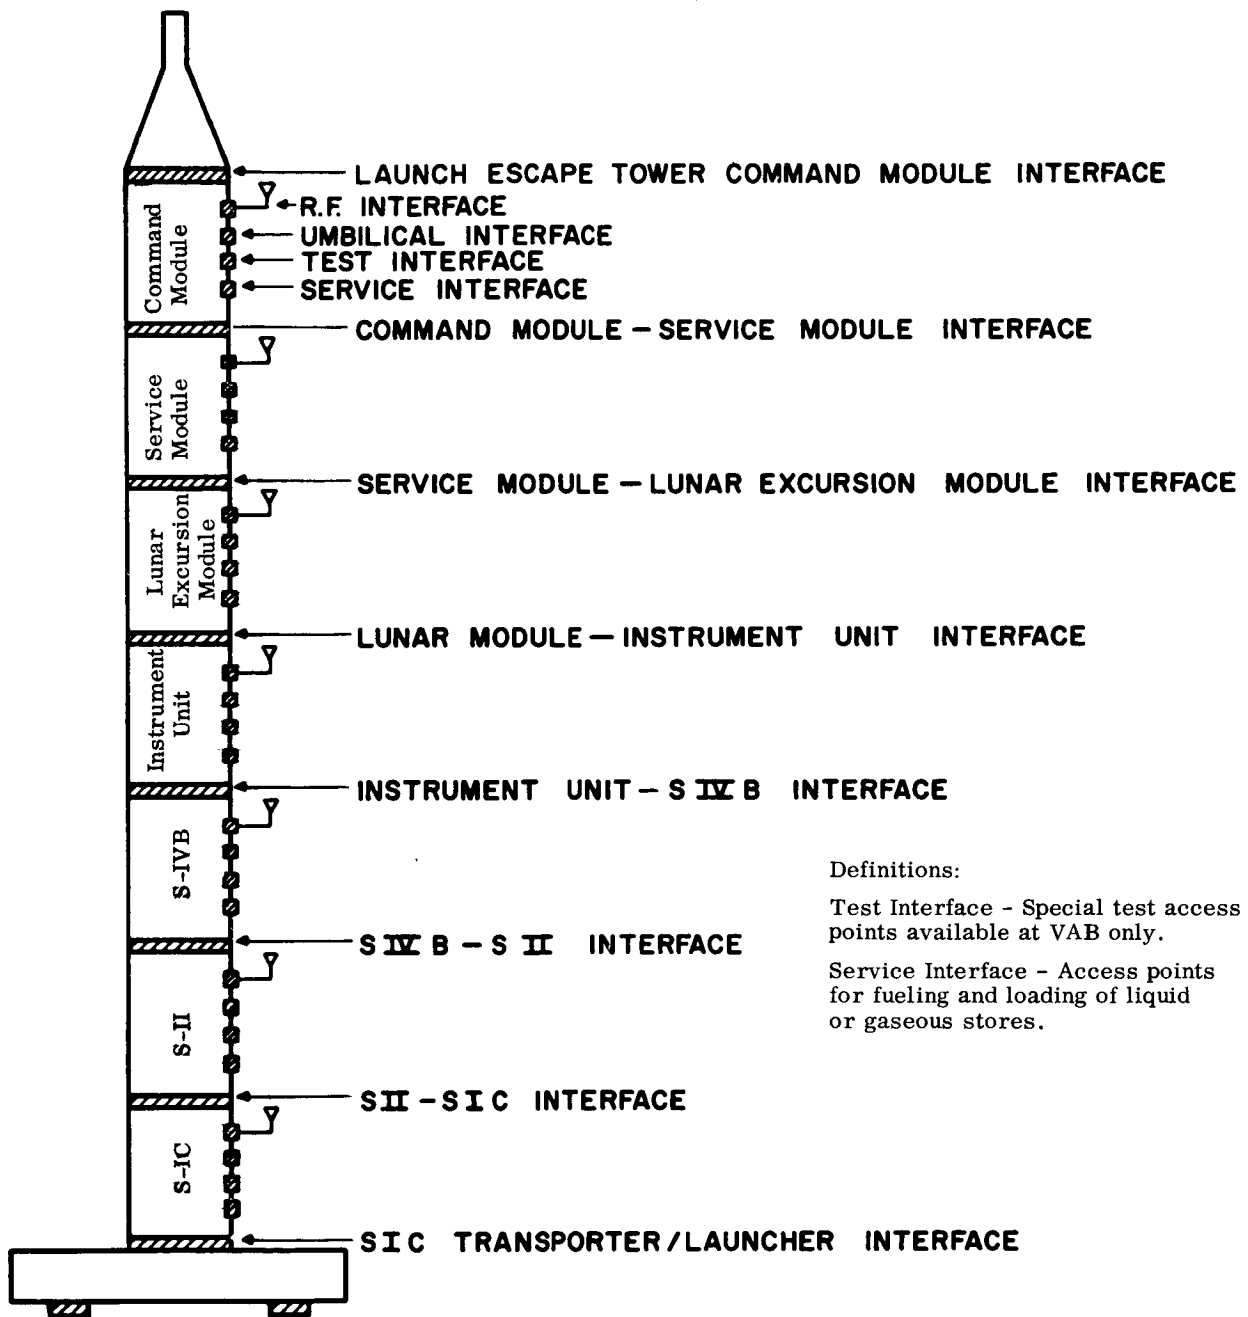 LAUNCH ESCAPE TOWER COMMAND MODULE INTERFACE
R.F. INTERFACE
UMBILICAL INTERFACE
TEST INTERFACE
SERVICE INTERFACE
Command
Module
COMMAND MODULE - SERVICE MODULE INTERFACE
Service
Module
SERVICE MODULE - LUNAR EXCURSION MODULE INTERFACE
Lunar
Excursion
Module
LUNAR MODULE - INSTRUMENT UNIT INTERFACE
Instrument
Unit
INSTRUMENT UNIT - S IV B INTERFACE
S-IVB
Definitions:
Test Interface - Special test access
points available at VAB only.
Service Interface - Access points
for fueling and loading of liquid
or gaseous stores.
S IV B - S II INTERFACE
S-II
S II - S I C INTERFACE
S-IC
S I C TRANSPORTER/LAUNCHER INTERFACE